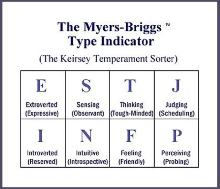 The Myers-Briggs ™
Type Indicator
(The Keirsey Temperament Sorter)
E S T J
Extroverted Sensing Thinking Judging
(Expressive) (Observant) (Tough-Minded) (Scheduling)
I N F P
Introverted Intuitive Feeling Perceiving
(Reserved) (Introspective) (Friendly) (Probing)